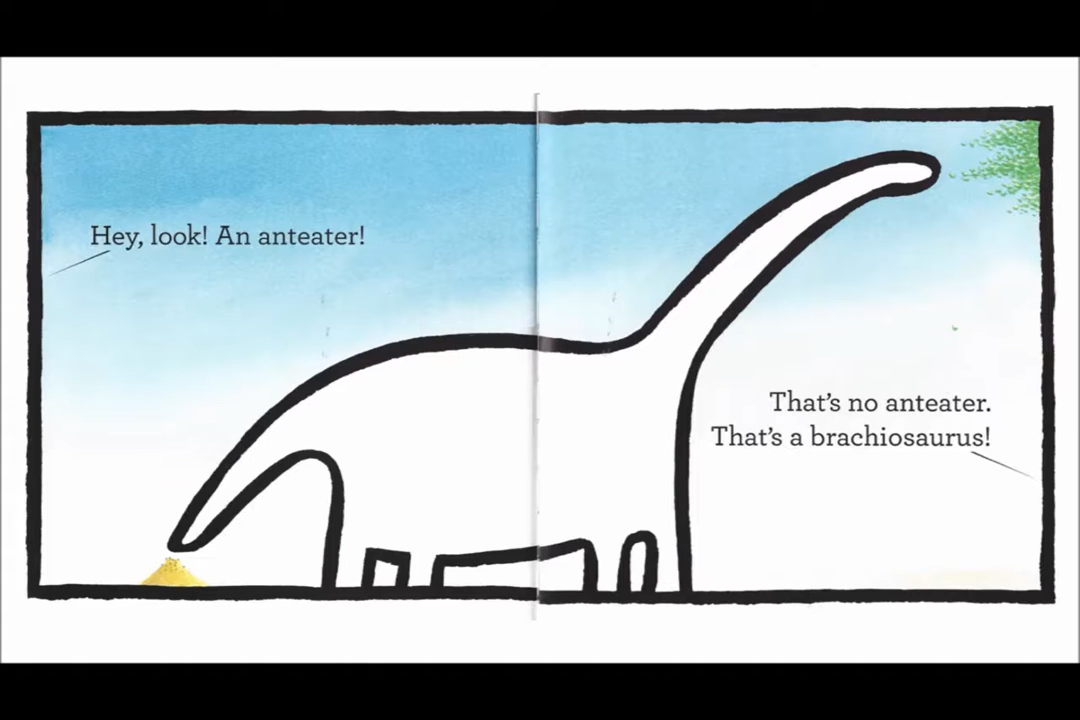 Hey, look! An anteater!
That's no anteater.
That's a brachiosaurus!